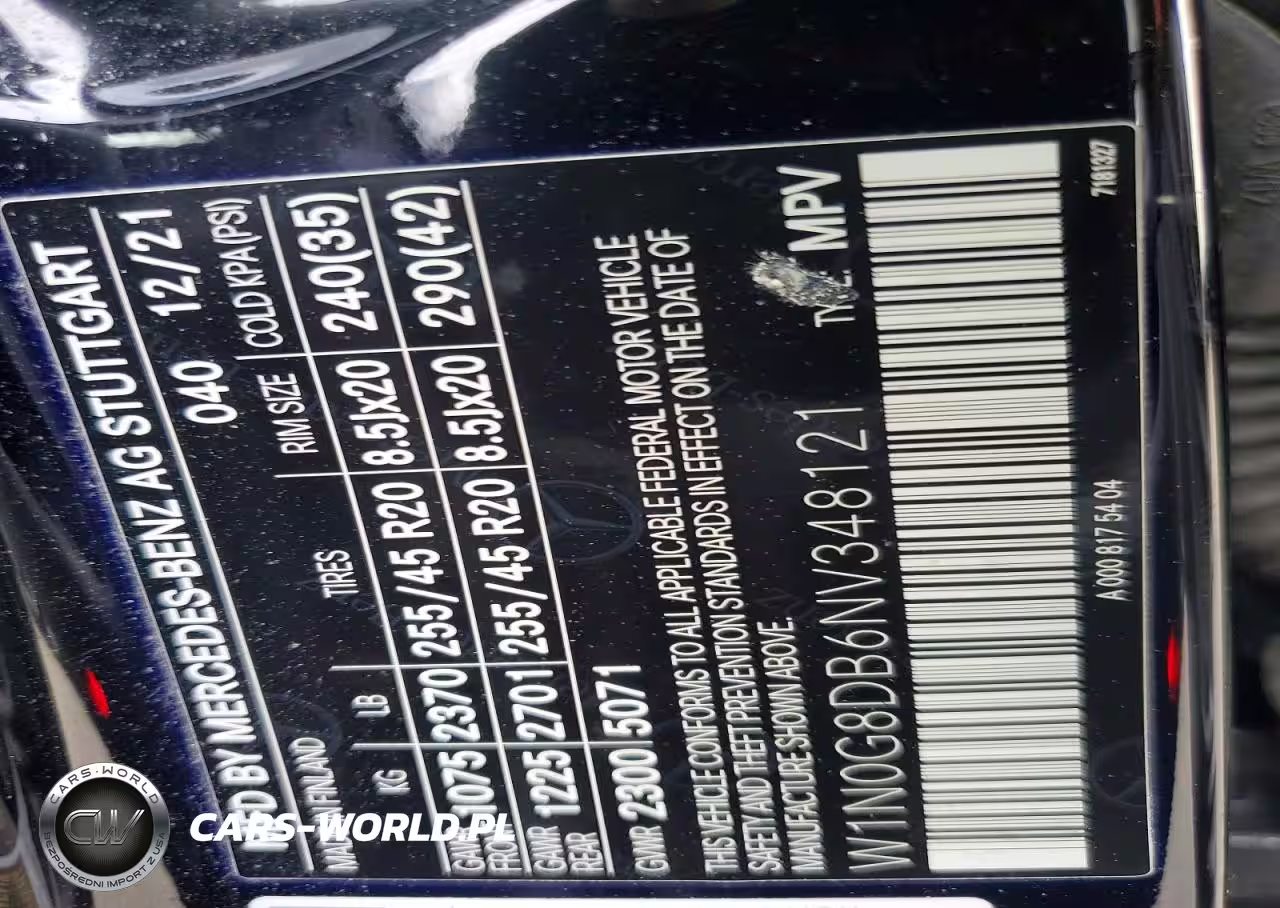 MFD BY MERCEDES-BENZ AG STUTTGART
MADE FINLAND 040 12/21
KG LB TIRES RIM SIZE COLD KPA(PSI)
GAWR FRONT 1075 2370 255/45 R20 8.5Jx20 240(35)
GAWR REAR 1225 2701 255/45 R20 8.5Jx20 290(42)
GVWR 2300 5071
THIS VEHICLE CONFORMS TO ALL APPLICABLE FEDERAL MOTOR VEHICLE
SAFETY AND THEFT PREVENTION STANDARDS IN EFFECT ON THE DATE OF
MANUFACTURE SHOWN ABOVE.
W1N0G8DB6NV348121 TYPE MPV
A 000 817 54 04
7181327
CARS-WORLD
CW
BEZPOŚREDNI IMPORT Z USA
CARS-WORLD.PL